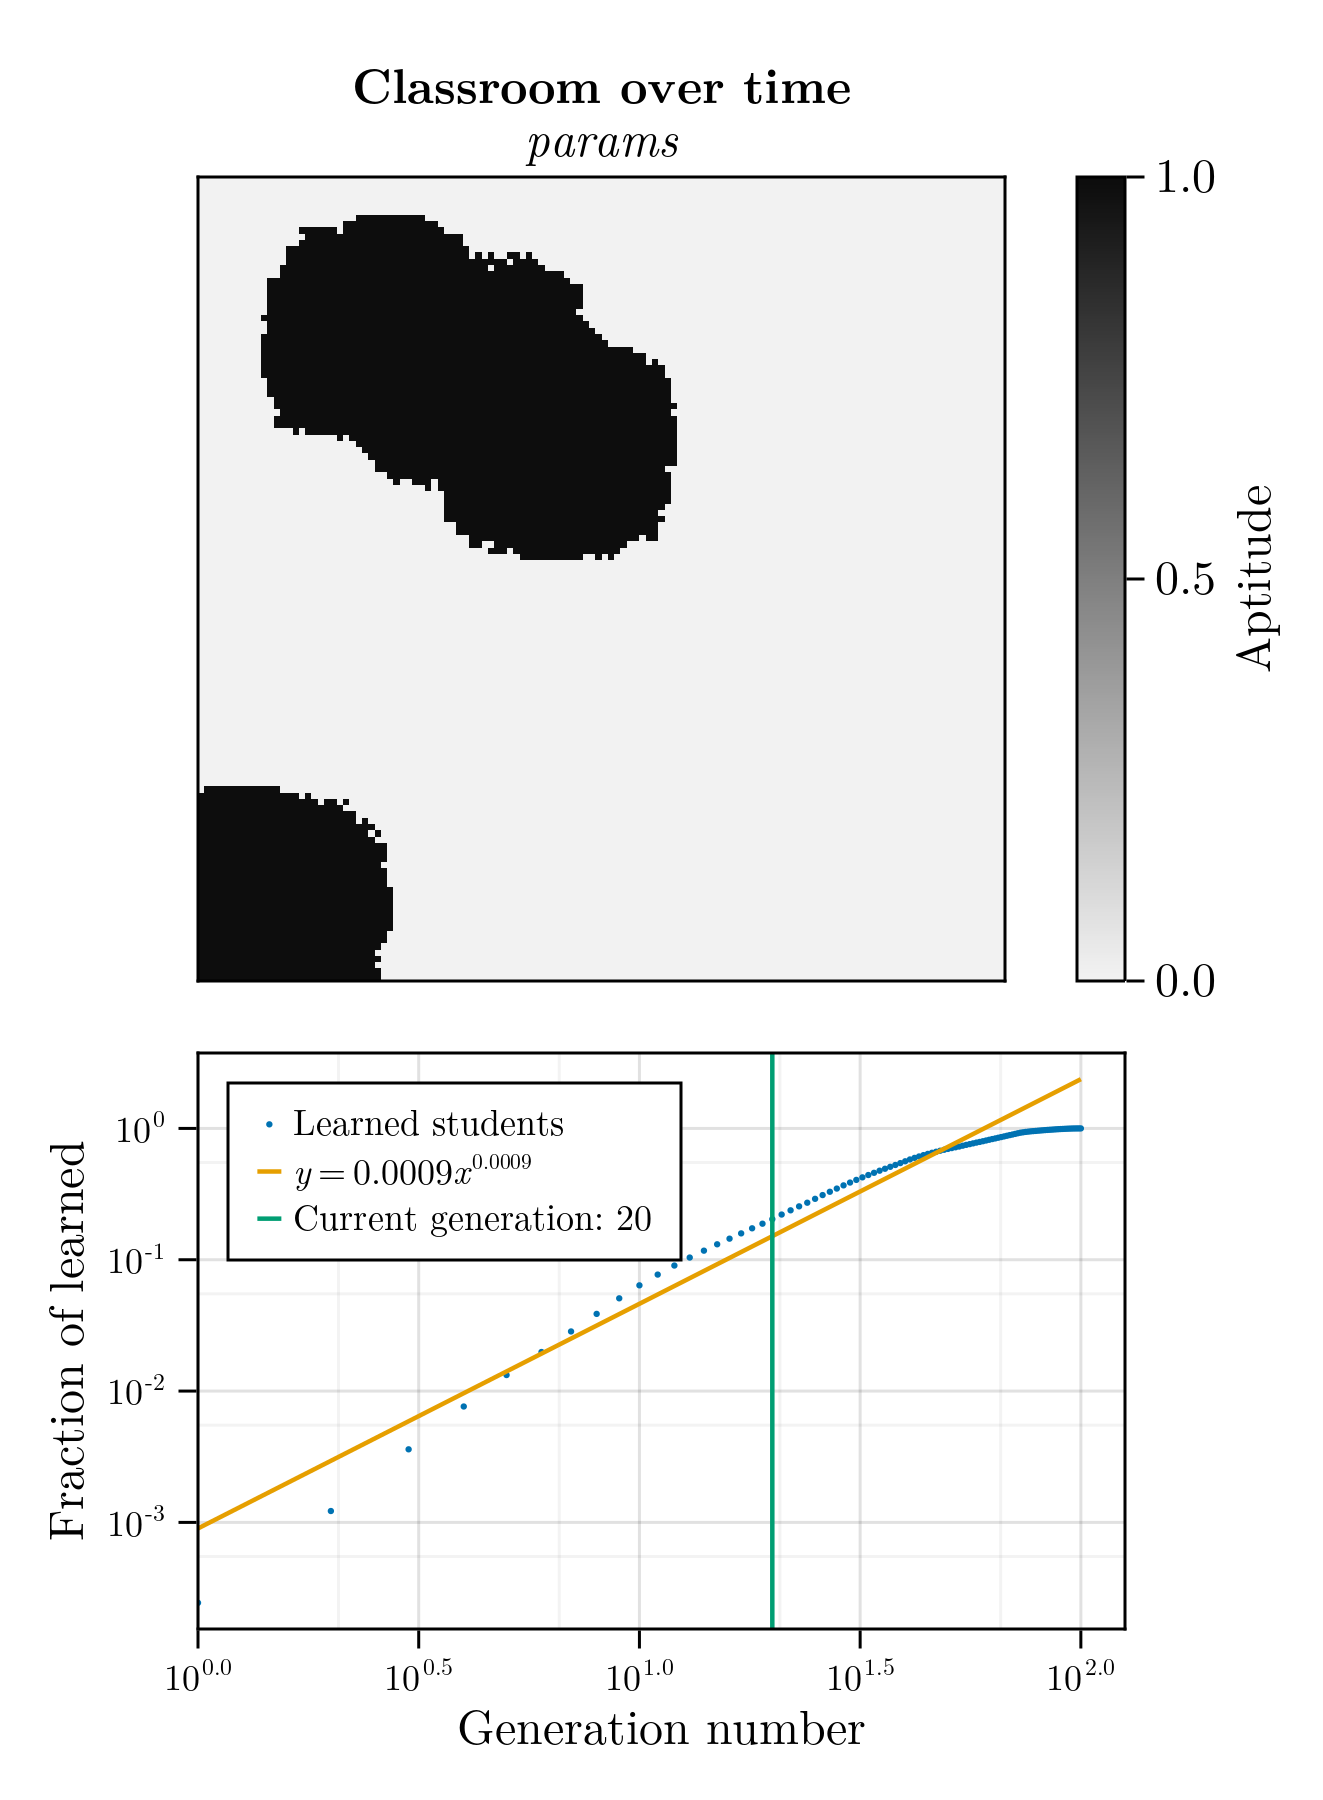 Classroom over time
params
1.0
0.5
0.0
Aptitude
Learned students
y = 0.0009x^0.0009
Current generation: 20
10^0
10^-1
10^-2
10^-3
Fraction of learned
10^0.0 10^0.5 10^1.0 10^1.5 10^2.0
Generation number